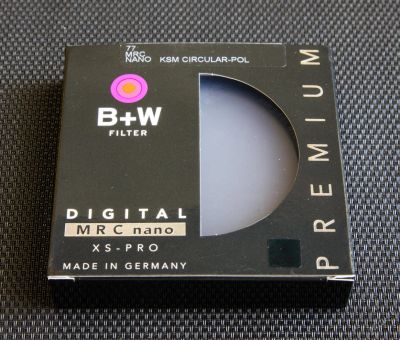 77
MRC
NANO KSM CIRCULAR-POL
B+W
FILTER
DIGITAL
MRC nano
XS-PRO
MADE IN GERMANY
PREMIUM